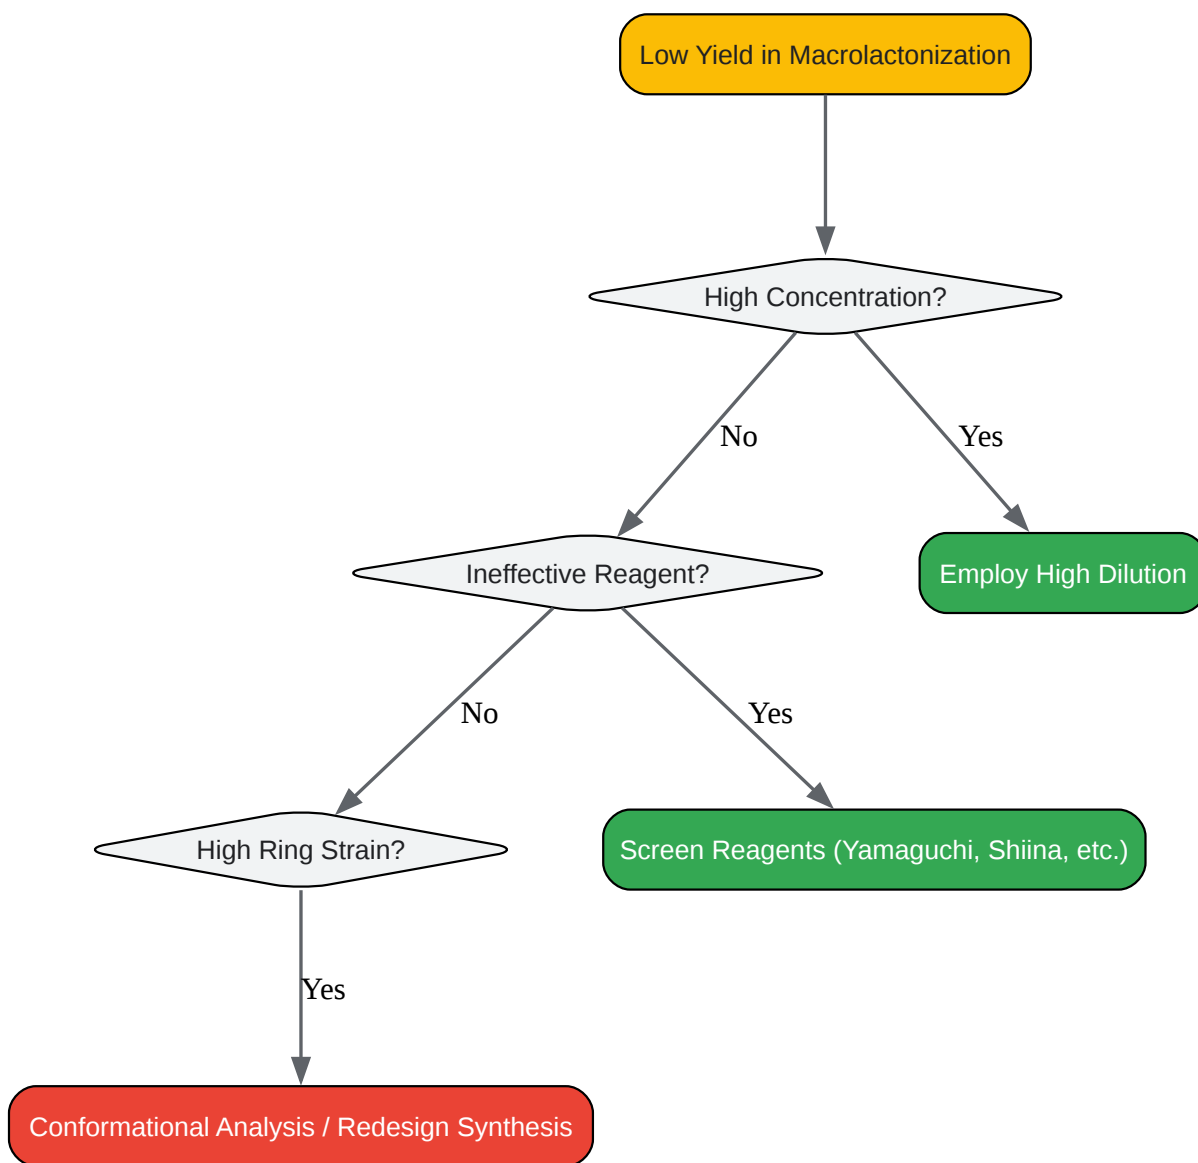 Low Yield in Macrolactonization
High Concentration?
No
Yes
Ineffective Reagent?
Employ High Dilution
No
Yes
High Ring Strain?
Screen Reagents (Yamaguchi, Shiina, etc.)
Yes
Conformational Analysis / Redesign Synthesis